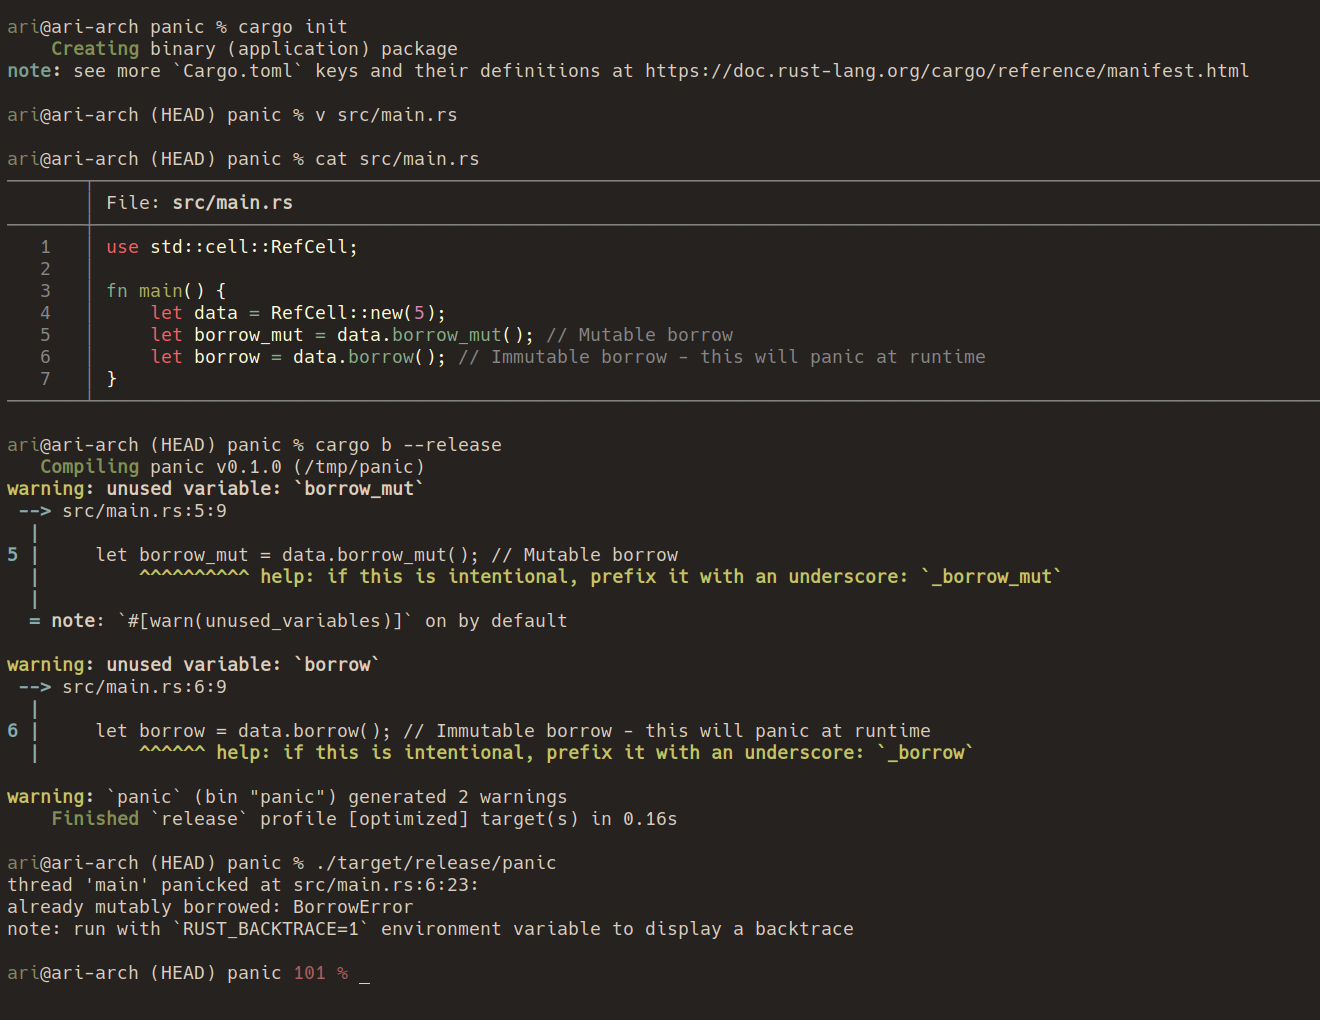 ari@ari-arch panic % cargo init
    Creating binary (application) package
note: see more `Cargo.toml` keys and their definitions at https://doc.rust-lang.org/cargo/reference/manifest.html

ari@ari-arch (HEAD) panic % v src/main.rs

ari@ari-arch (HEAD) panic % cat src/main.rs
File: src/main.rs
1 use std::cell::RefCell;
2
3 fn main() {
4     let data = RefCell::new(5);
5     let borrow_mut = data.borrow_mut(); // Mutable borrow
6     let borrow = data.borrow(); // Immutable borrow - this will panic at runtime
7 }

ari@ari-arch (HEAD) panic % cargo b --release
   Compiling panic v0.1.0 (/tmp/panic)
warning: unused variable: `borrow_mut`
 --> src/main.rs:5:9
  |
5 |     let borrow_mut = data.borrow_mut(); // Mutable borrow
  |         ^^^^^^^^^^ help: if this is intentional, prefix it with an underscore: `_borrow_mut`
  |
  = note: `#[warn(unused_variables)]` on by default

warning: unused variable: `borrow`
 --> src/main.rs:6:9
  |
6 |     let borrow = data.borrow(); // Immutable borrow - this will panic at runtime
  |         ^^^^^^ help: if this is intentional, prefix it with an underscore: `_borrow`

warning: `panic` (bin "panic") generated 2 warnings
    Finished `release` profile [optimized] target(s) in 0.16s

ari@ari-arch (HEAD) panic % ./target/release/panic
thread 'main' panicked at src/main.rs:6:23:
already mutably borrowed: BorrowError
note: run with `RUST_BACKTRACE=1` environment variable to display a backtrace

ari@ari-arch (HEAD) panic 101 % _